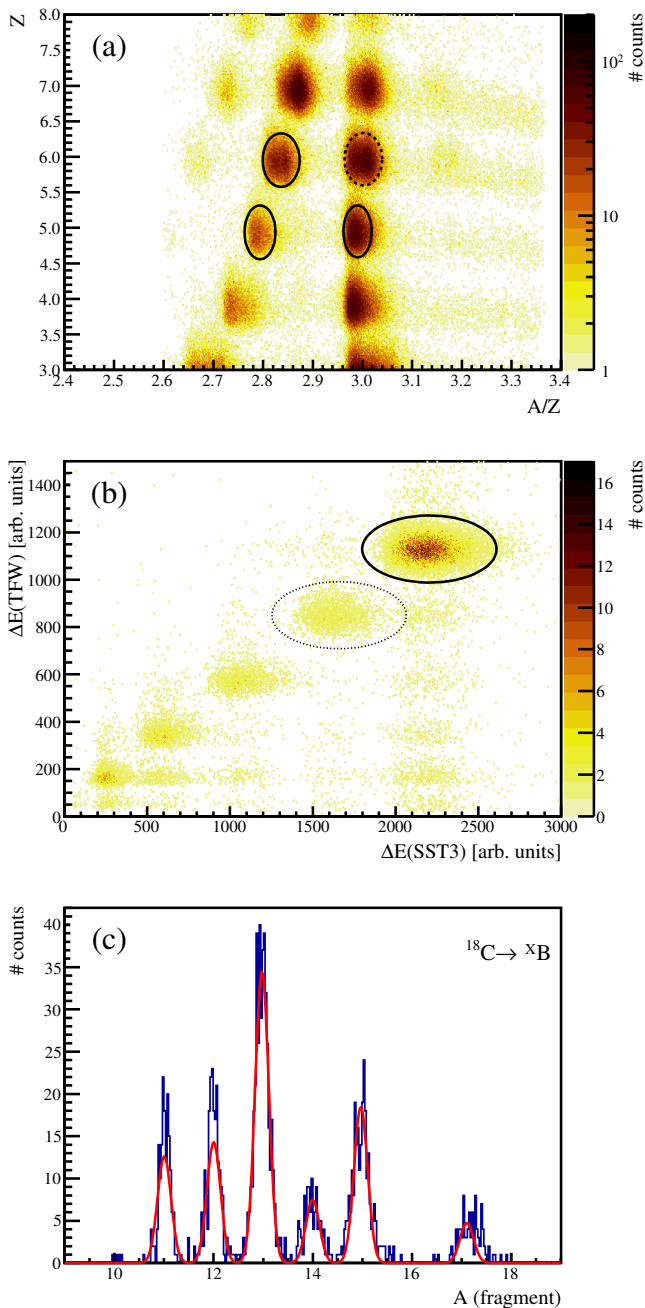 (a)
Z
8.0
7.5
7.0
6.5
6.0
5.5
5.0
4.5
4.0
3.5
3.0
2.4 2.5 2.6 2.7 2.8 2.9 3.0 3.1 3.2 3.3 3.4
A/Z
# counts
10²
10
1
(b)
ΔE(TFW) [arb. units]
1400
1200
1000
800
600
400
200
0
0 500 1000 1500 2000 2500 3000
ΔE(SST3) [arb. units]
# counts
16
14
12
10
8
6
4
2
0
(c)
¹⁸C→ ˣB
# counts
40
35
30
25
20
15
10
5
0
10 12 14 16 18
A (fragment)